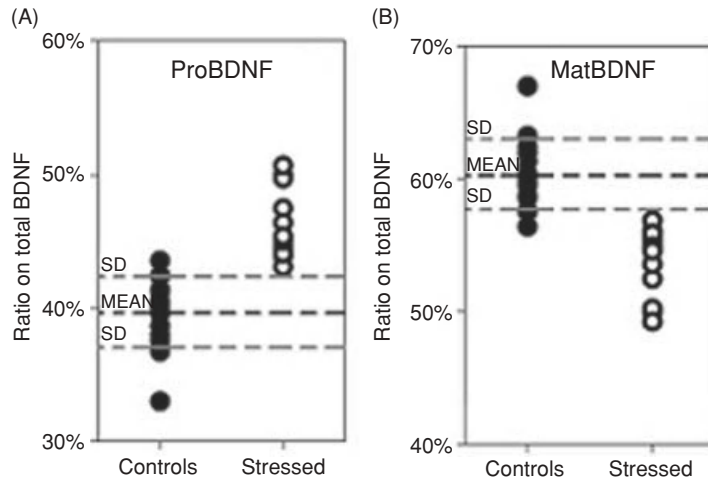 (A)
60%
50%
40%
30%
Ratio on total BDNF
ProBDNF
SD
MEAN
SD
Controls Stressed
(B)
70%
60%
50%
40%
Ratio on total BDNF
MatBDNF
SD
MEAN
SD
Controls Stressed